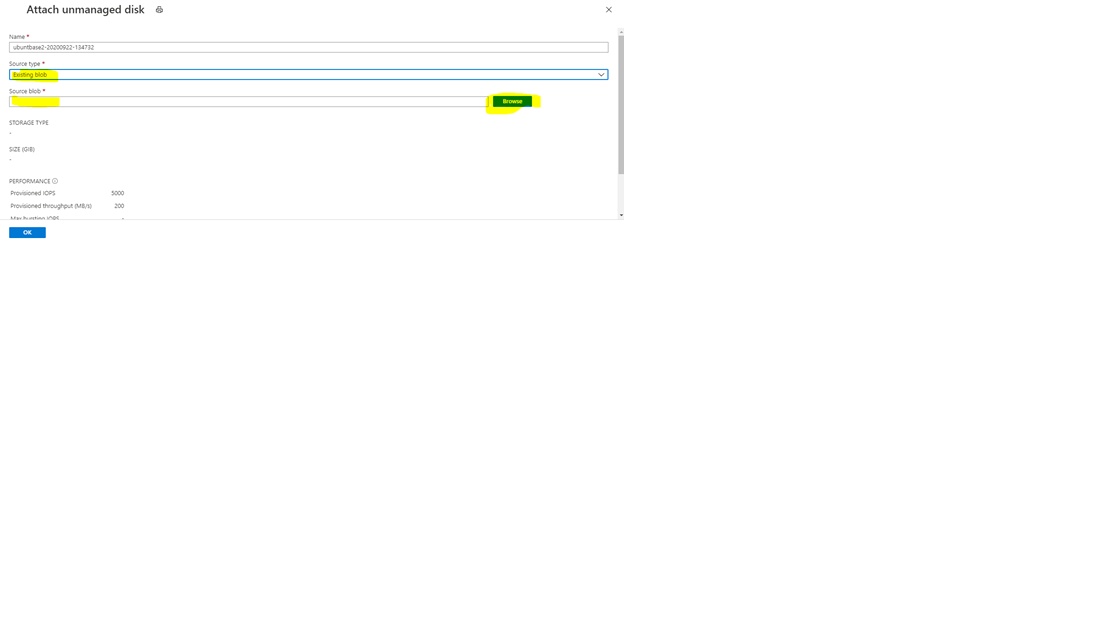 Attach unmanaged disk
Name *
ubuntbase2-20200922-134732
Source type *
Existing blob
Source blob *
Browse
STORAGE TYPE
-
SIZE (GIB)
-
PERFORMANCE
Provisioned IOPS 5000
Provisioned throughput (MB/s) 200
Max bursting IOPS -
OK